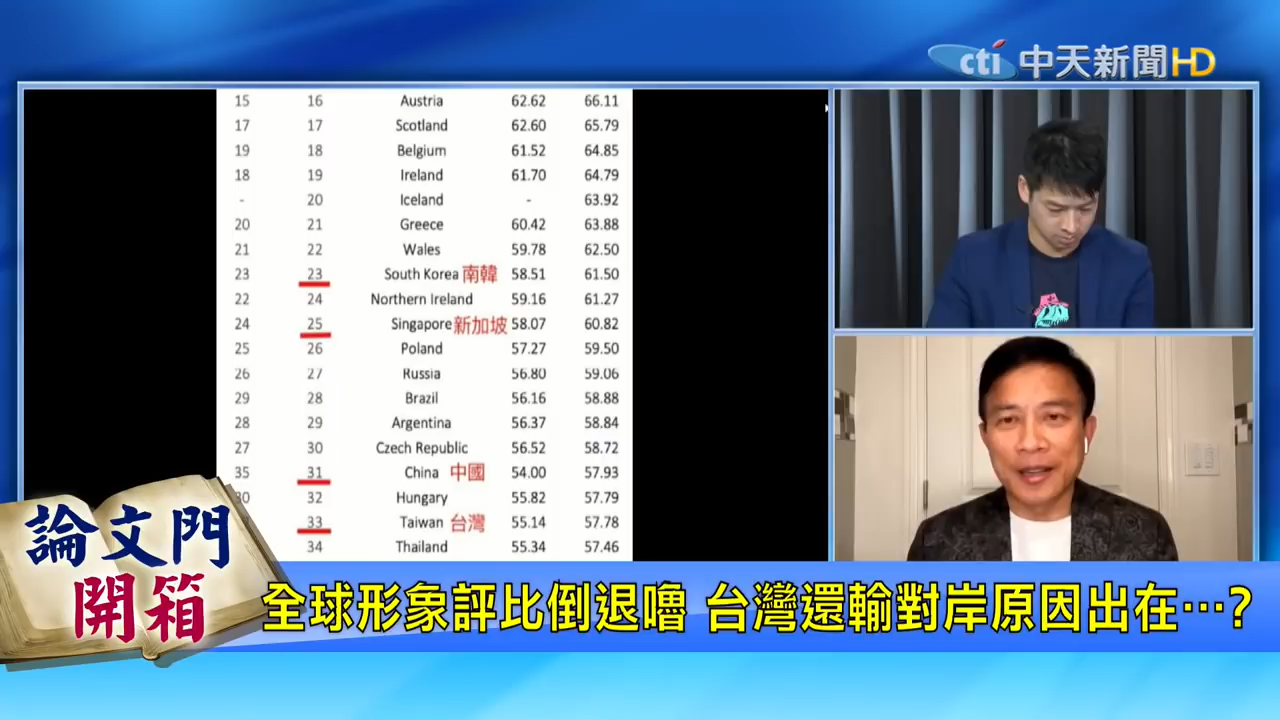 cti 中天新聞HD
15 16 Austria 62.62 66.11
17 17 Scotland 62.60 65.79
19 18 Belgium 61.52 64.85
18 19 Ireland 61.70 64.79
- 20 Iceland - 63.92
20 21 Greece 60.42 63.88
21 22 Wales 59.78 62.50
23 23 South Korea 南韓 58.51 61.50
22 24 Northern Ireland 59.16 61.27
24 25 Singapore 新加坡 58.07 60.82
25 26 Poland 57.27 59.50
26 27 Russia 56.80 59.06
29 28 Brazil 56.16 58.88
28 29 Argentina 56.37 58.84
27 30 Czech Republic 56.52 58.72
35 31 China 中國 54.00 57.93
30 32 Hungary 55.82 57.79
33 Taiwan 台灣 55.14 57.78
34 Thailand 55.34 57.46
論文門
開箱
全球形象評比倒退嚕 台灣還輸對岸原因出在…?